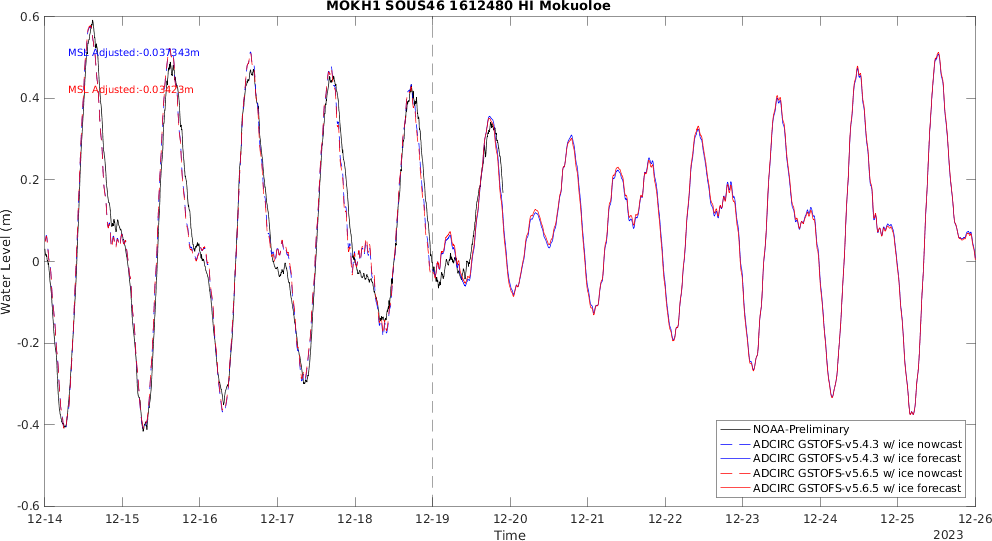 MOKH1 SOUS46 1612480 HI Mokuoloe
0.6
MSL Adjusted:-0.037343m
MSL Adjusted:-0.03423m
0.4
0.2
0
-0.2
-0.4
-0.6
Water Level (m)
NOAA-Preliminary
ADCIRC GSTOFS-v5.4.3 w/ ice nowcast
ADCIRC GSTOFS-v5.4.3 w/ ice forecast
ADCIRC GSTOFS-v5.6.5 w/ ice nowcast
ADCIRC GSTOFS-v5.6.5 w/ ice forecast
12-14 12-15 12-16 12-17 12-18 12-19 12-20 12-21 12-22 12-23 12-24 12-25 12-26
Time
2023